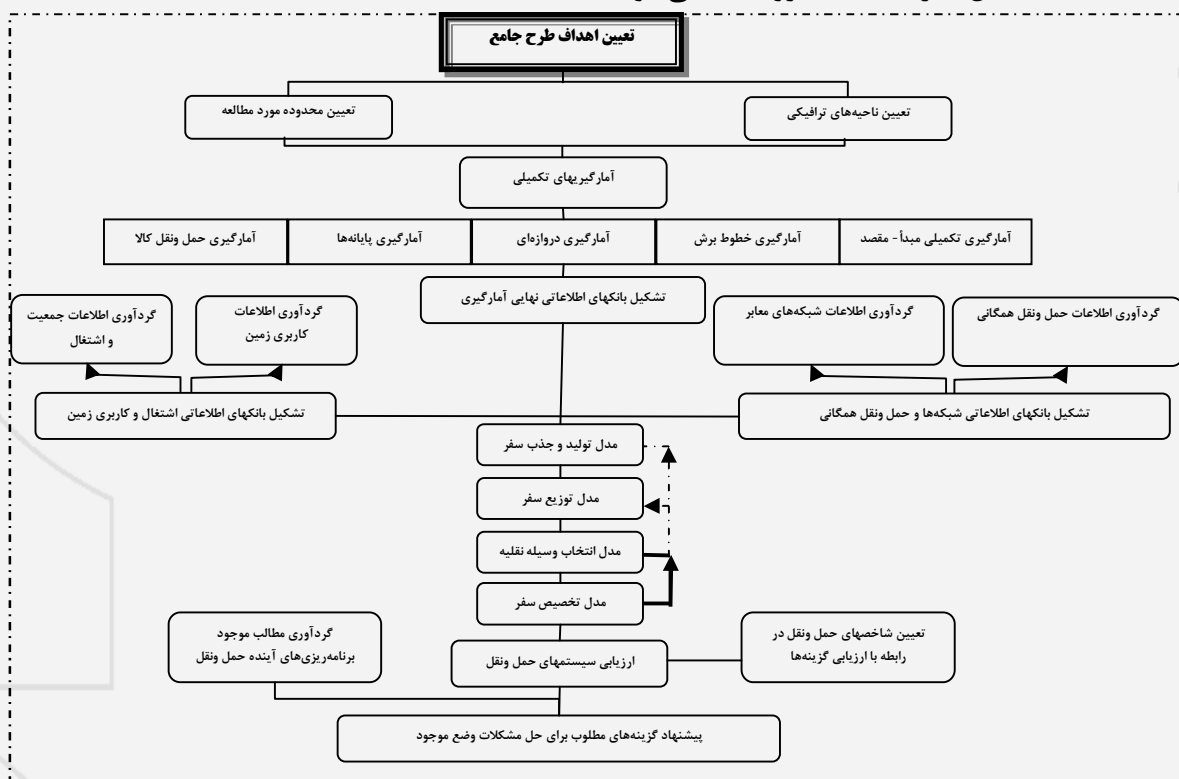 تعیین اهداف طرح جامع
تعیین ناحیه‌های ترافیکی
تعیین محدوده مورد مطالعه
آمارگیریهای تکمیلی
آمارگیری تکمیلی مبدأ - مقصد
آمارگیری خطوط برش
آمارگیری دروازه‌ای
آمارگیری پایانه‌ها
آمارگیری حمل ونقل کالا
تشکیل بانکهای اطلاعاتی نهایی آمارگیری
گردآوری اطلاعات حمل ونقل همگانی
گردآوری اطلاعات شبکه‌های معابر
گردآوری اطلاعات
کاربری زمین
گردآوری اطلاعات جمعیت
و اشتغال
تشکیل بانکهای اطلاعاتی شبکه‌ها و حمل ونقل همگانی
تشکیل بانکهای اطلاعاتی اشتغال و کاربری زمین
مدل تولید و جذب سفر
مدل توزیع سفر
مدل انتخاب وسیله نقلیه
مدل تخصیص سفر
تعیین شاخصهای حمل ونقل در
رابطه با ارزیابی گزینه‌ها
ارزیابی سیستمهای حمل ونقل
گردآوری مطالب موجود
برنامه‌ریزی‌های آینده حمل ونقل
پیشنهاد گزینه‌های مطلوب برای حل مشکلات وضع موجود